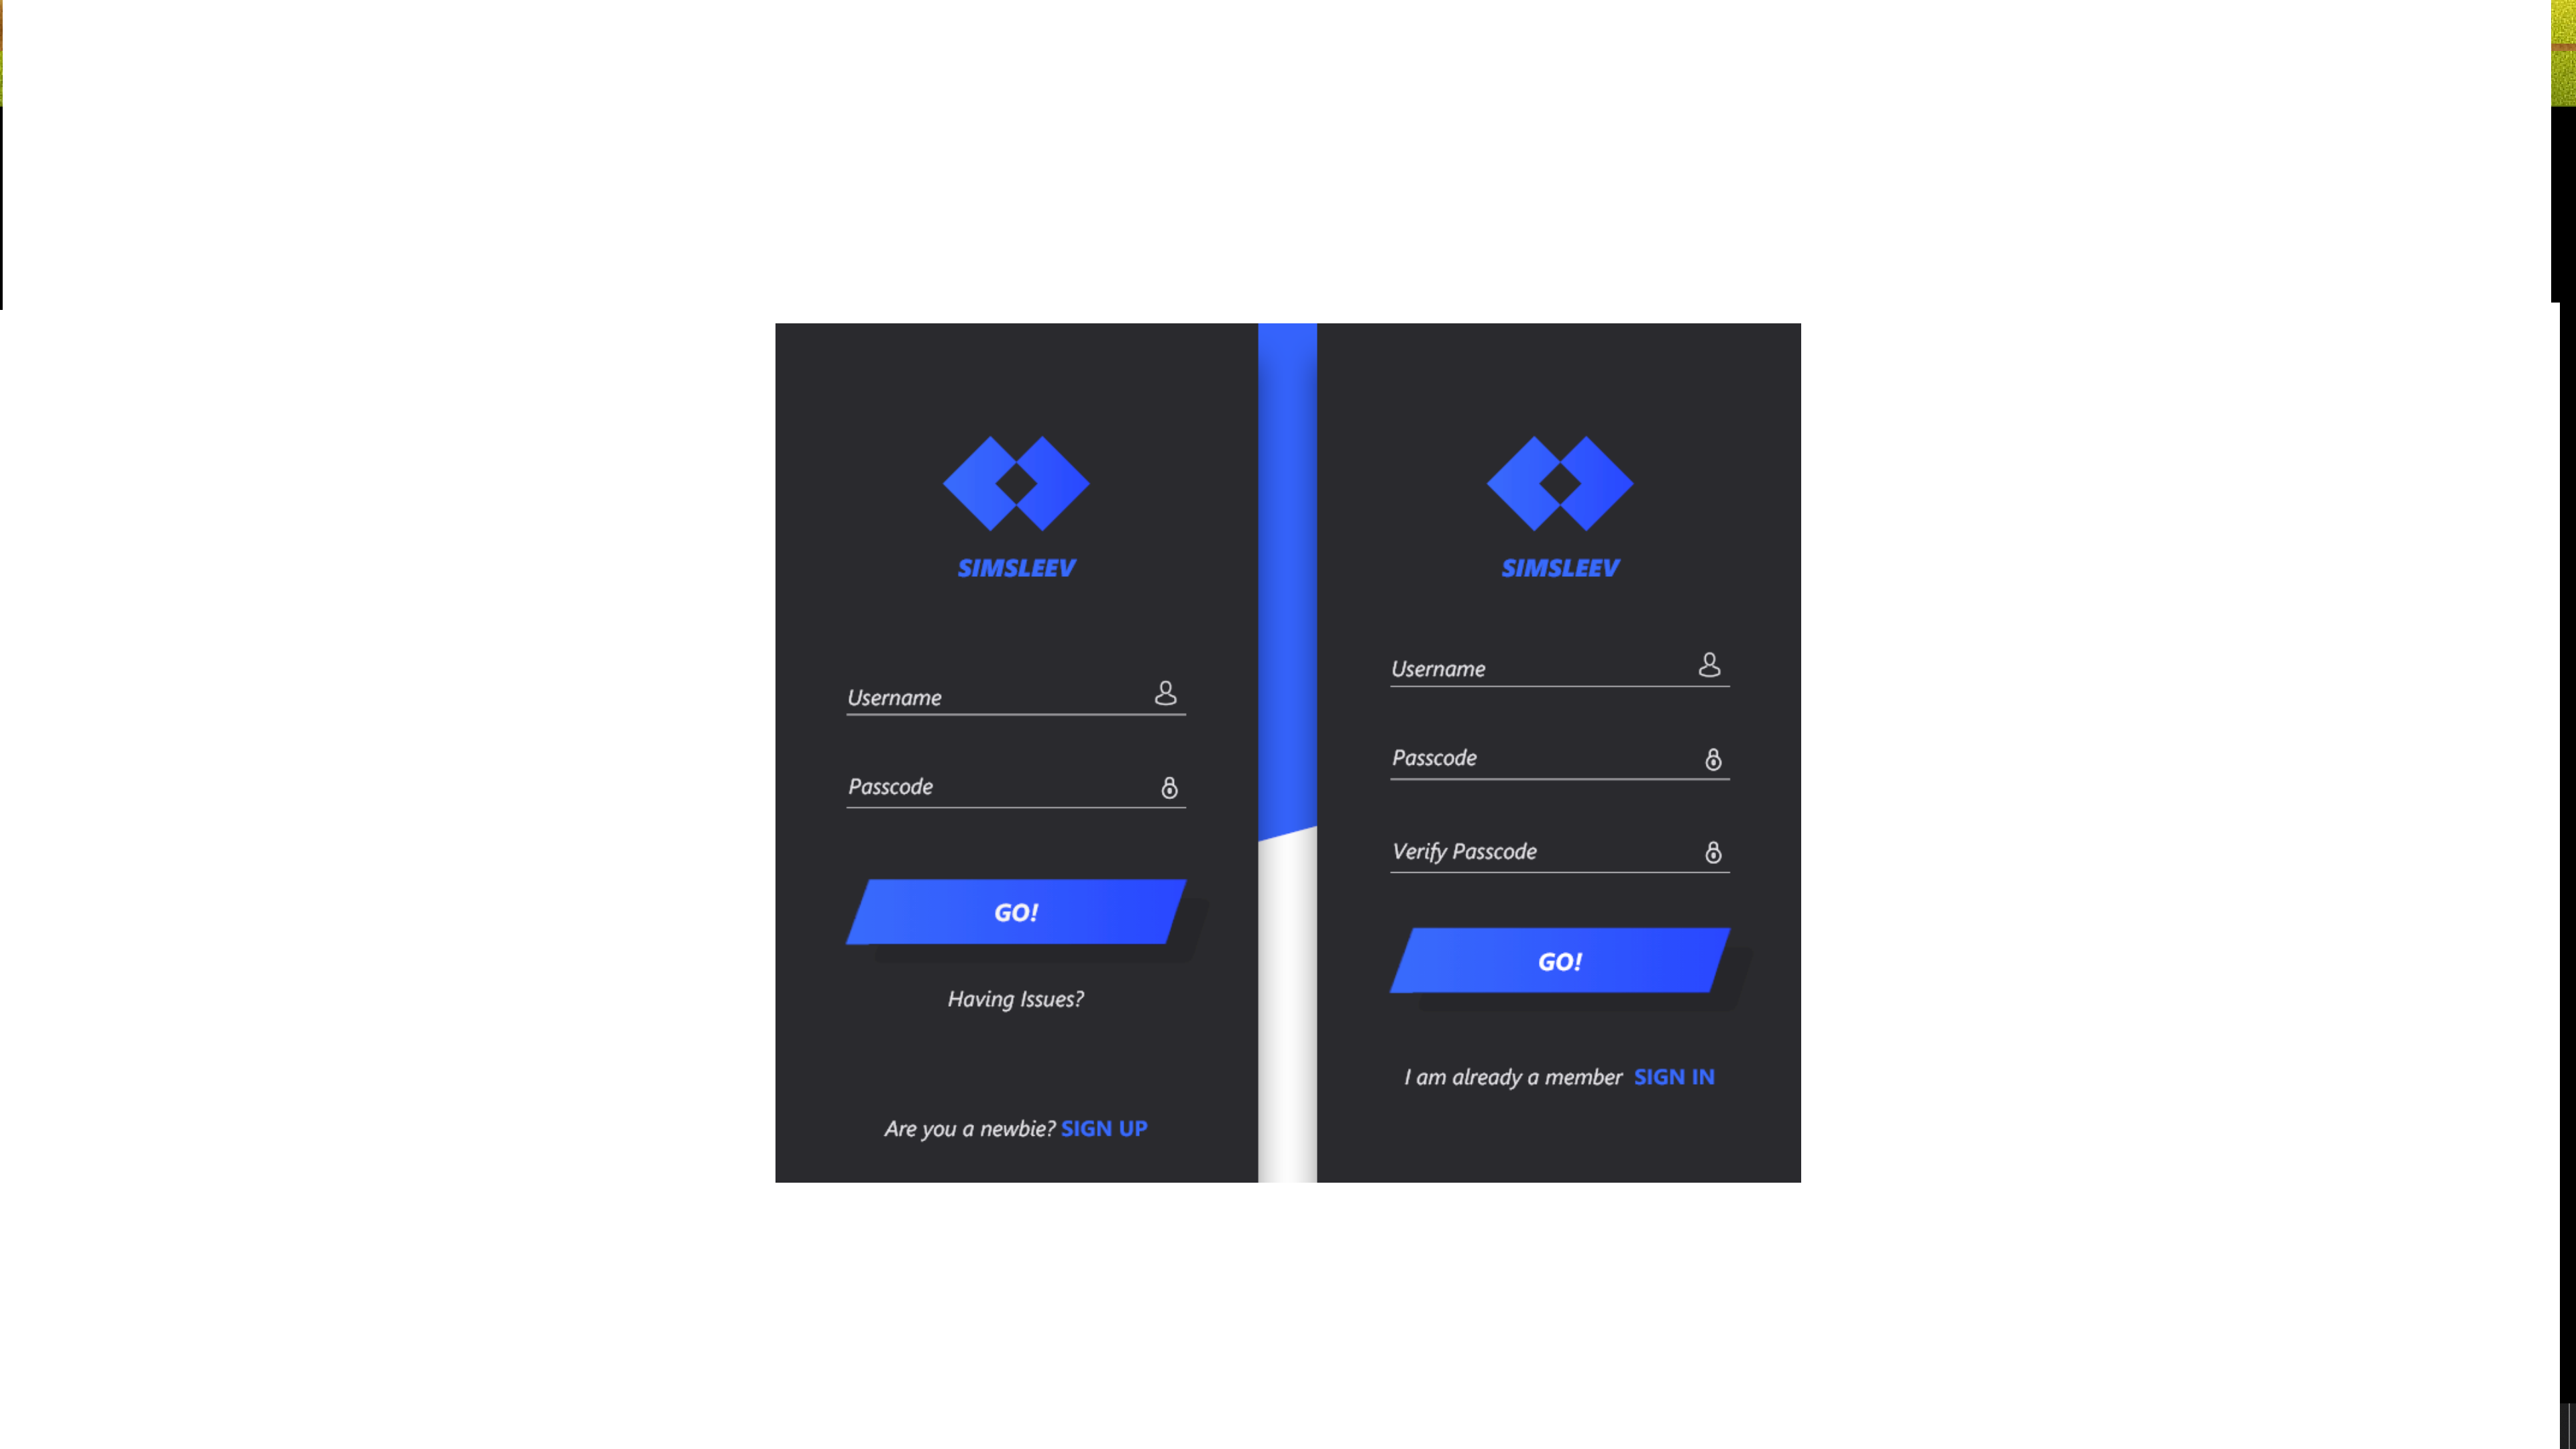 SIMSLEEV
Username
Passcode
GO!
Having Issues?
Are you a newbie? SIGN UP
SIMSLEEV
Username
Passcode
Verify Passcode
GO!
I am already a member SIGN IN